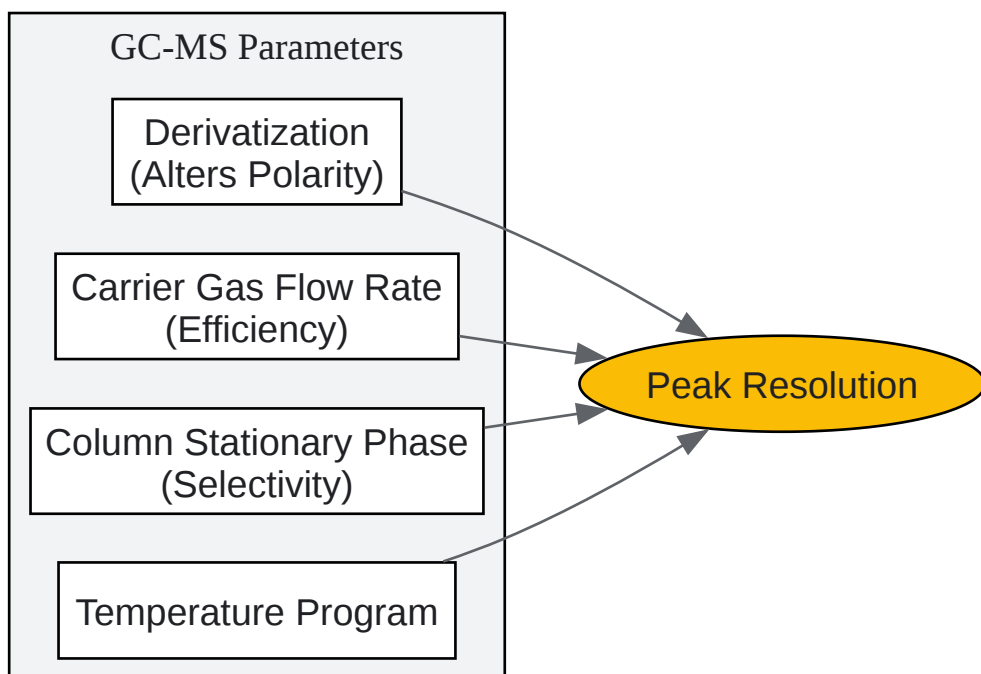 GC-MS Parameters
Derivatization
(Alters Polarity)
Carrier Gas Flow Rate
(Efficiency)
Column Stationary Phase
(Selectivity)
Temperature Program
Peak Resolution